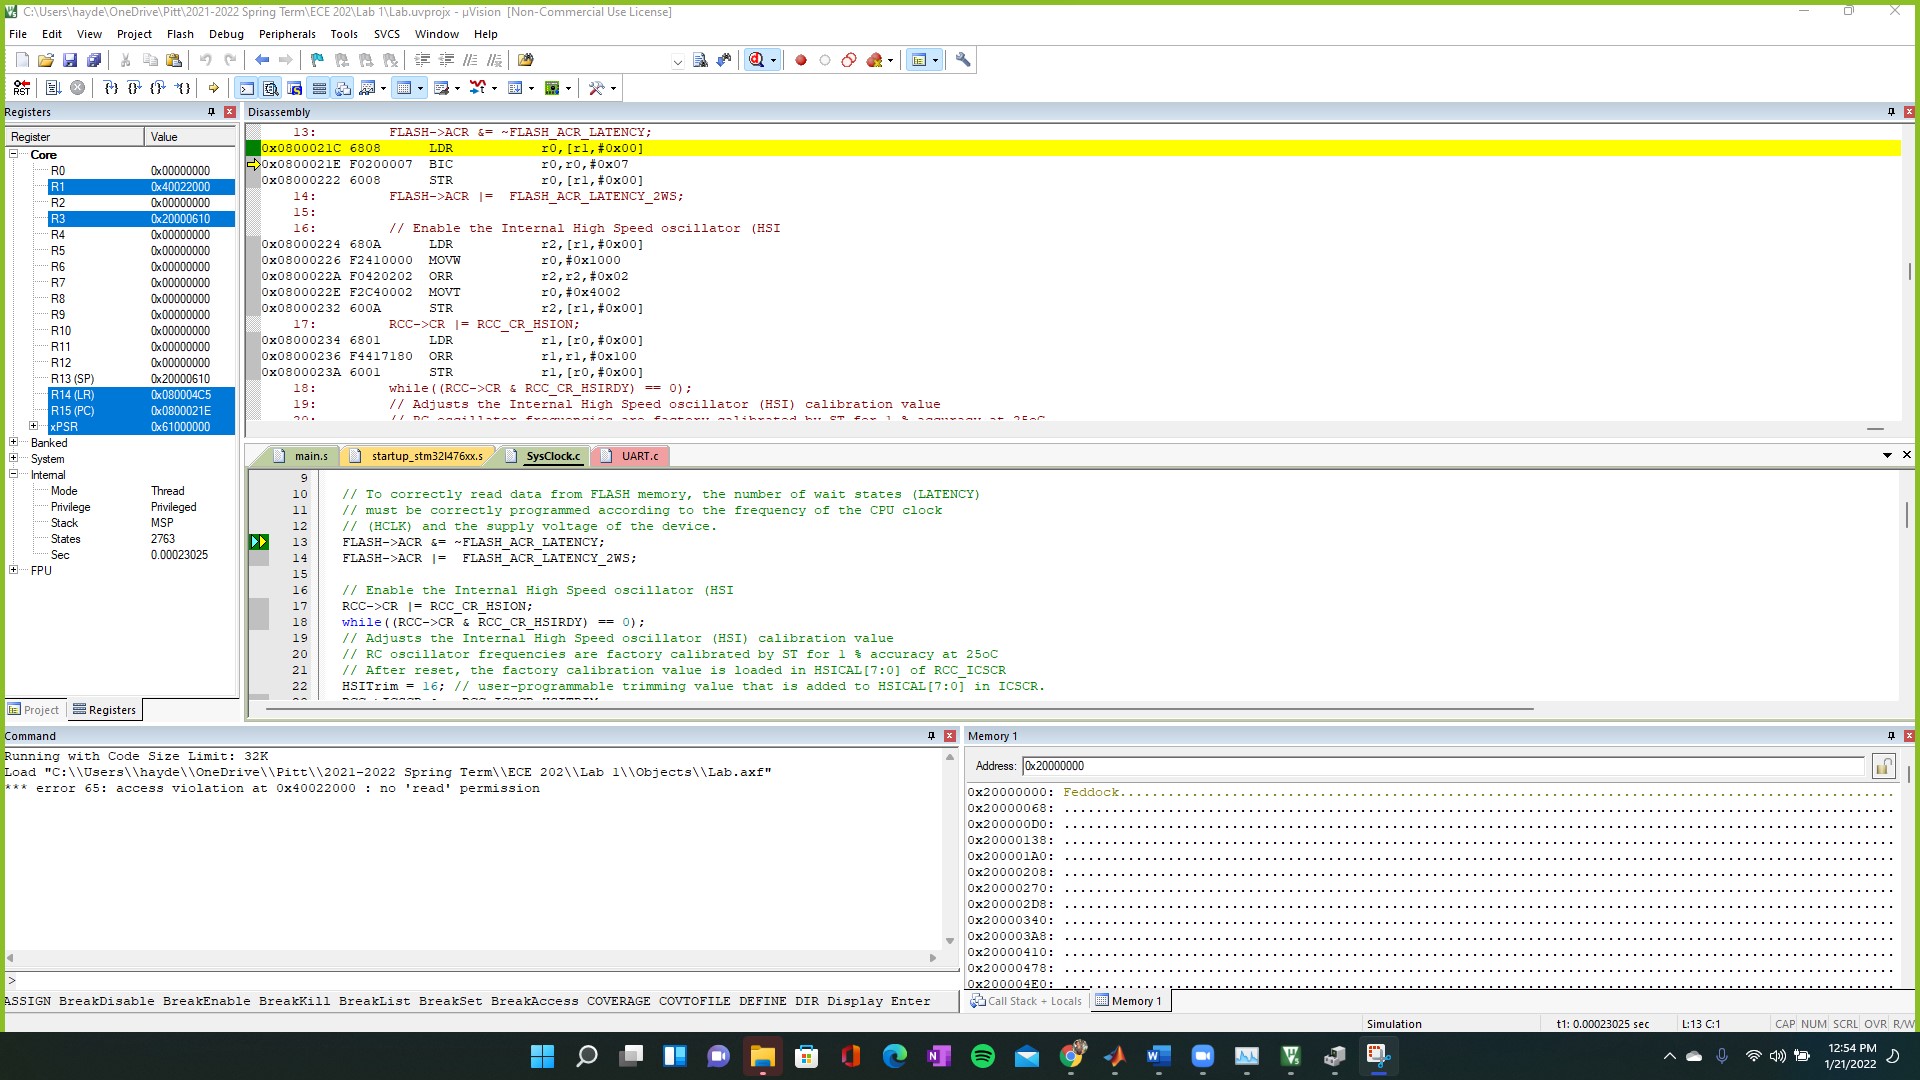 C:\Users\hayde\OneDrive\Pitt\2021-2022 Spring Term\ECE 202\Lab 1\Lab.uvprojx - µVision [Non-Commercial Use License]
File Edit View Project Flash Debug Peripherals Tools SVCS Window Help
Registers
Register Value
Core
R0 0x00000000
R1 0x40022000
R2 0x00000000
R3 0x20000610
R4 0x00000000
R5 0x00000000
R6 0x00000000
R7 0x00000000
R8 0x00000000
R9 0x00000000
R10 0x00000000
R11 0x00000000
R12 0x00000000
R13 (SP) 0x20000610
R14 (LR) 0x080004C5
R15 (PC) 0x0800021E
xPSR 0x61000000
Banked
System
Internal
Mode Thread
Privilege Privileged
Stack MSP
States 2763
Sec 0.00023025
FPU
Project Registers
Disassembly
13: FLASH->ACR &= ~FLASH_ACR_LATENCY;
0x0800021C 6808 LDR r0,[r1,#0x00]
0x0800021E F0200007 BIC r0,r0,#0x07
0x08000222 6008 STR r0,[r1,#0x00]
14: FLASH->ACR |= FLASH_ACR_LATENCY_2WS;
15:
16: // Enable the Internal High Speed oscillator (HSI
0x08000224 680A LDR r2,[r1,#0x00]
0x08000226 F2410000 MOVW r0,#0x1000
0x0800022A F0420202 ORR r2,r2,#0x02
0x0800022E F2C40002 MOVT r0,#0x4002
0x08000232 600A STR r2,[r1,#0x00]
17: RCC->CR |= RCC_CR_HSION;
0x08000234 6801 LDR r1,[r0,#0x00]
0x08000236 F4417180 ORR r1,r1,#0x100
0x0800023A 6001 STR r1,[r0,#0x00]
18: while((RCC->CR & RCC_CR_HSIRDY) == 0);
19: // Adjusts the Internal High Speed oscillator (HSI) calibration value
20: // RC oscillator frequencies are factory calibrated by ST for 1 % accuracy at 25oC
main.s startup_stm32l476xx.s SysClock.c UART.c
9
10 // To correctly read data from FLASH memory, the number of wait states (LATENCY)
11 // must be correctly programmed according to the frequency of the CPU clock
12 // (HCLK) and the supply voltage of the device.
13 FLASH->ACR &= ~FLASH_ACR_LATENCY;
14 FLASH->ACR |= FLASH_ACR_LATENCY_2WS;
15
16 // Enable the Internal High Speed oscillator (HSI
17 RCC->CR |= RCC_CR_HSION;
18 while((RCC->CR & RCC_CR_HSIRDY) == 0);
19 // Adjusts the Internal High Speed oscillator (HSI) calibration value
20 // RC oscillator frequencies are factory calibrated by ST for 1 % accuracy at 25oC
21 // After reset, the factory calibration value is loaded in HSICAL[7:0] of RCC_ICSCR
22 HSITrim = 16; // user-programmable trimming value that is added to HSICAL[7:0] in ICSCR.
Command
Running with Code Size Limit: 32K
Load "C:\\Users\\hayde\\OneDrive\\Pitt\\2021-2022 Spring Term\\ECE 202\\Lab 1\\Objects\\Lab.axf"
*** error 65: access violation at 0x40022000 : no 'read' permission
>
ASSIGN BreakDisable BreakEnable BreakKill BreakList BreakSet BreakAccess COVERAGE COVTOFILE DEFINE DIR Display Enter
Memory 1
Address: 0x20000000
0x20000000: Feddock
0x20000068:
0x200000D0:
0x20000138:
0x200001A0:
0x20000208:
0x20000270:
0x200002D8:
0x20000340:
0x200003A8:
0x20000410:
0x20000478:
0x200004E0:
Call Stack + Locals Memory 1
Simulation t1: 0.00023025 sec L:13 C:1 CAP NUM SCRL OVR R/W
12:54 PM
1/21/2022